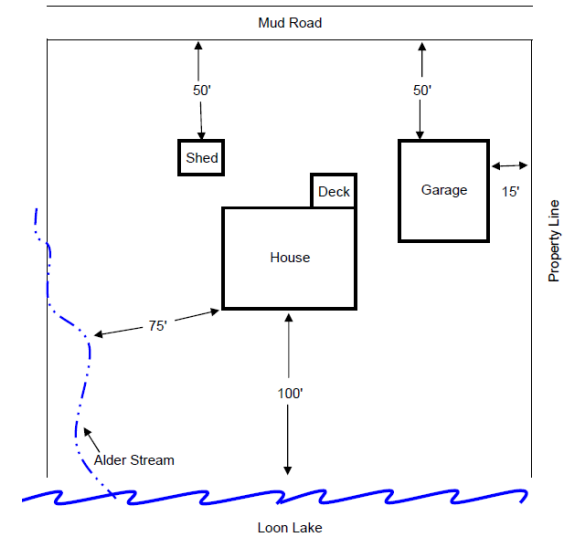 Mud Road
50'
50'
Shed
Deck
Garage
15'
Property Line
House
75'
100'
Alder Stream
Loon Lake